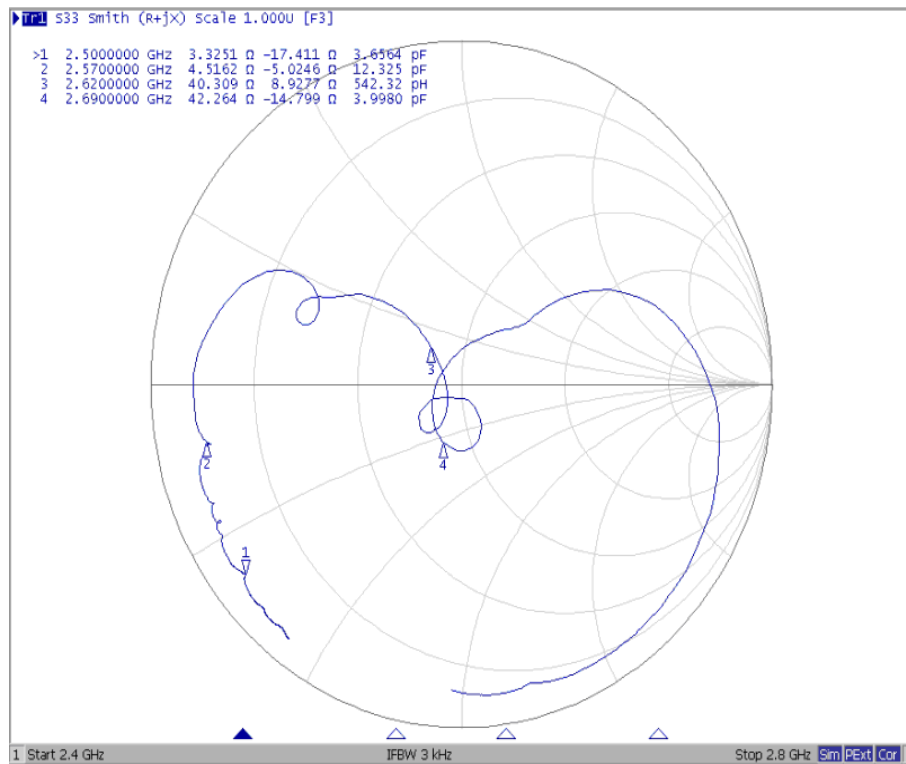 Tr1 S33 Smith (R+jX) Scale 1.000U [F3]
>1 2.5000000 GHz 3.3251 Ω -17.411 Ω 3.6564 pF
2 2.5700000 GHz 4.5162 Ω -5.0246 Ω 12.325 pF
3 2.6200000 GHz 40.309 Ω 8.9277 Ω 542.32 pH
4 2.6900000 GHz 42.264 Ω -14.799 Ω 3.9980 pF
3
2
4
1
1 Start 2.4 GHz IFBW 3 kHz Stop 2.8 GHz Sim PExt Cor